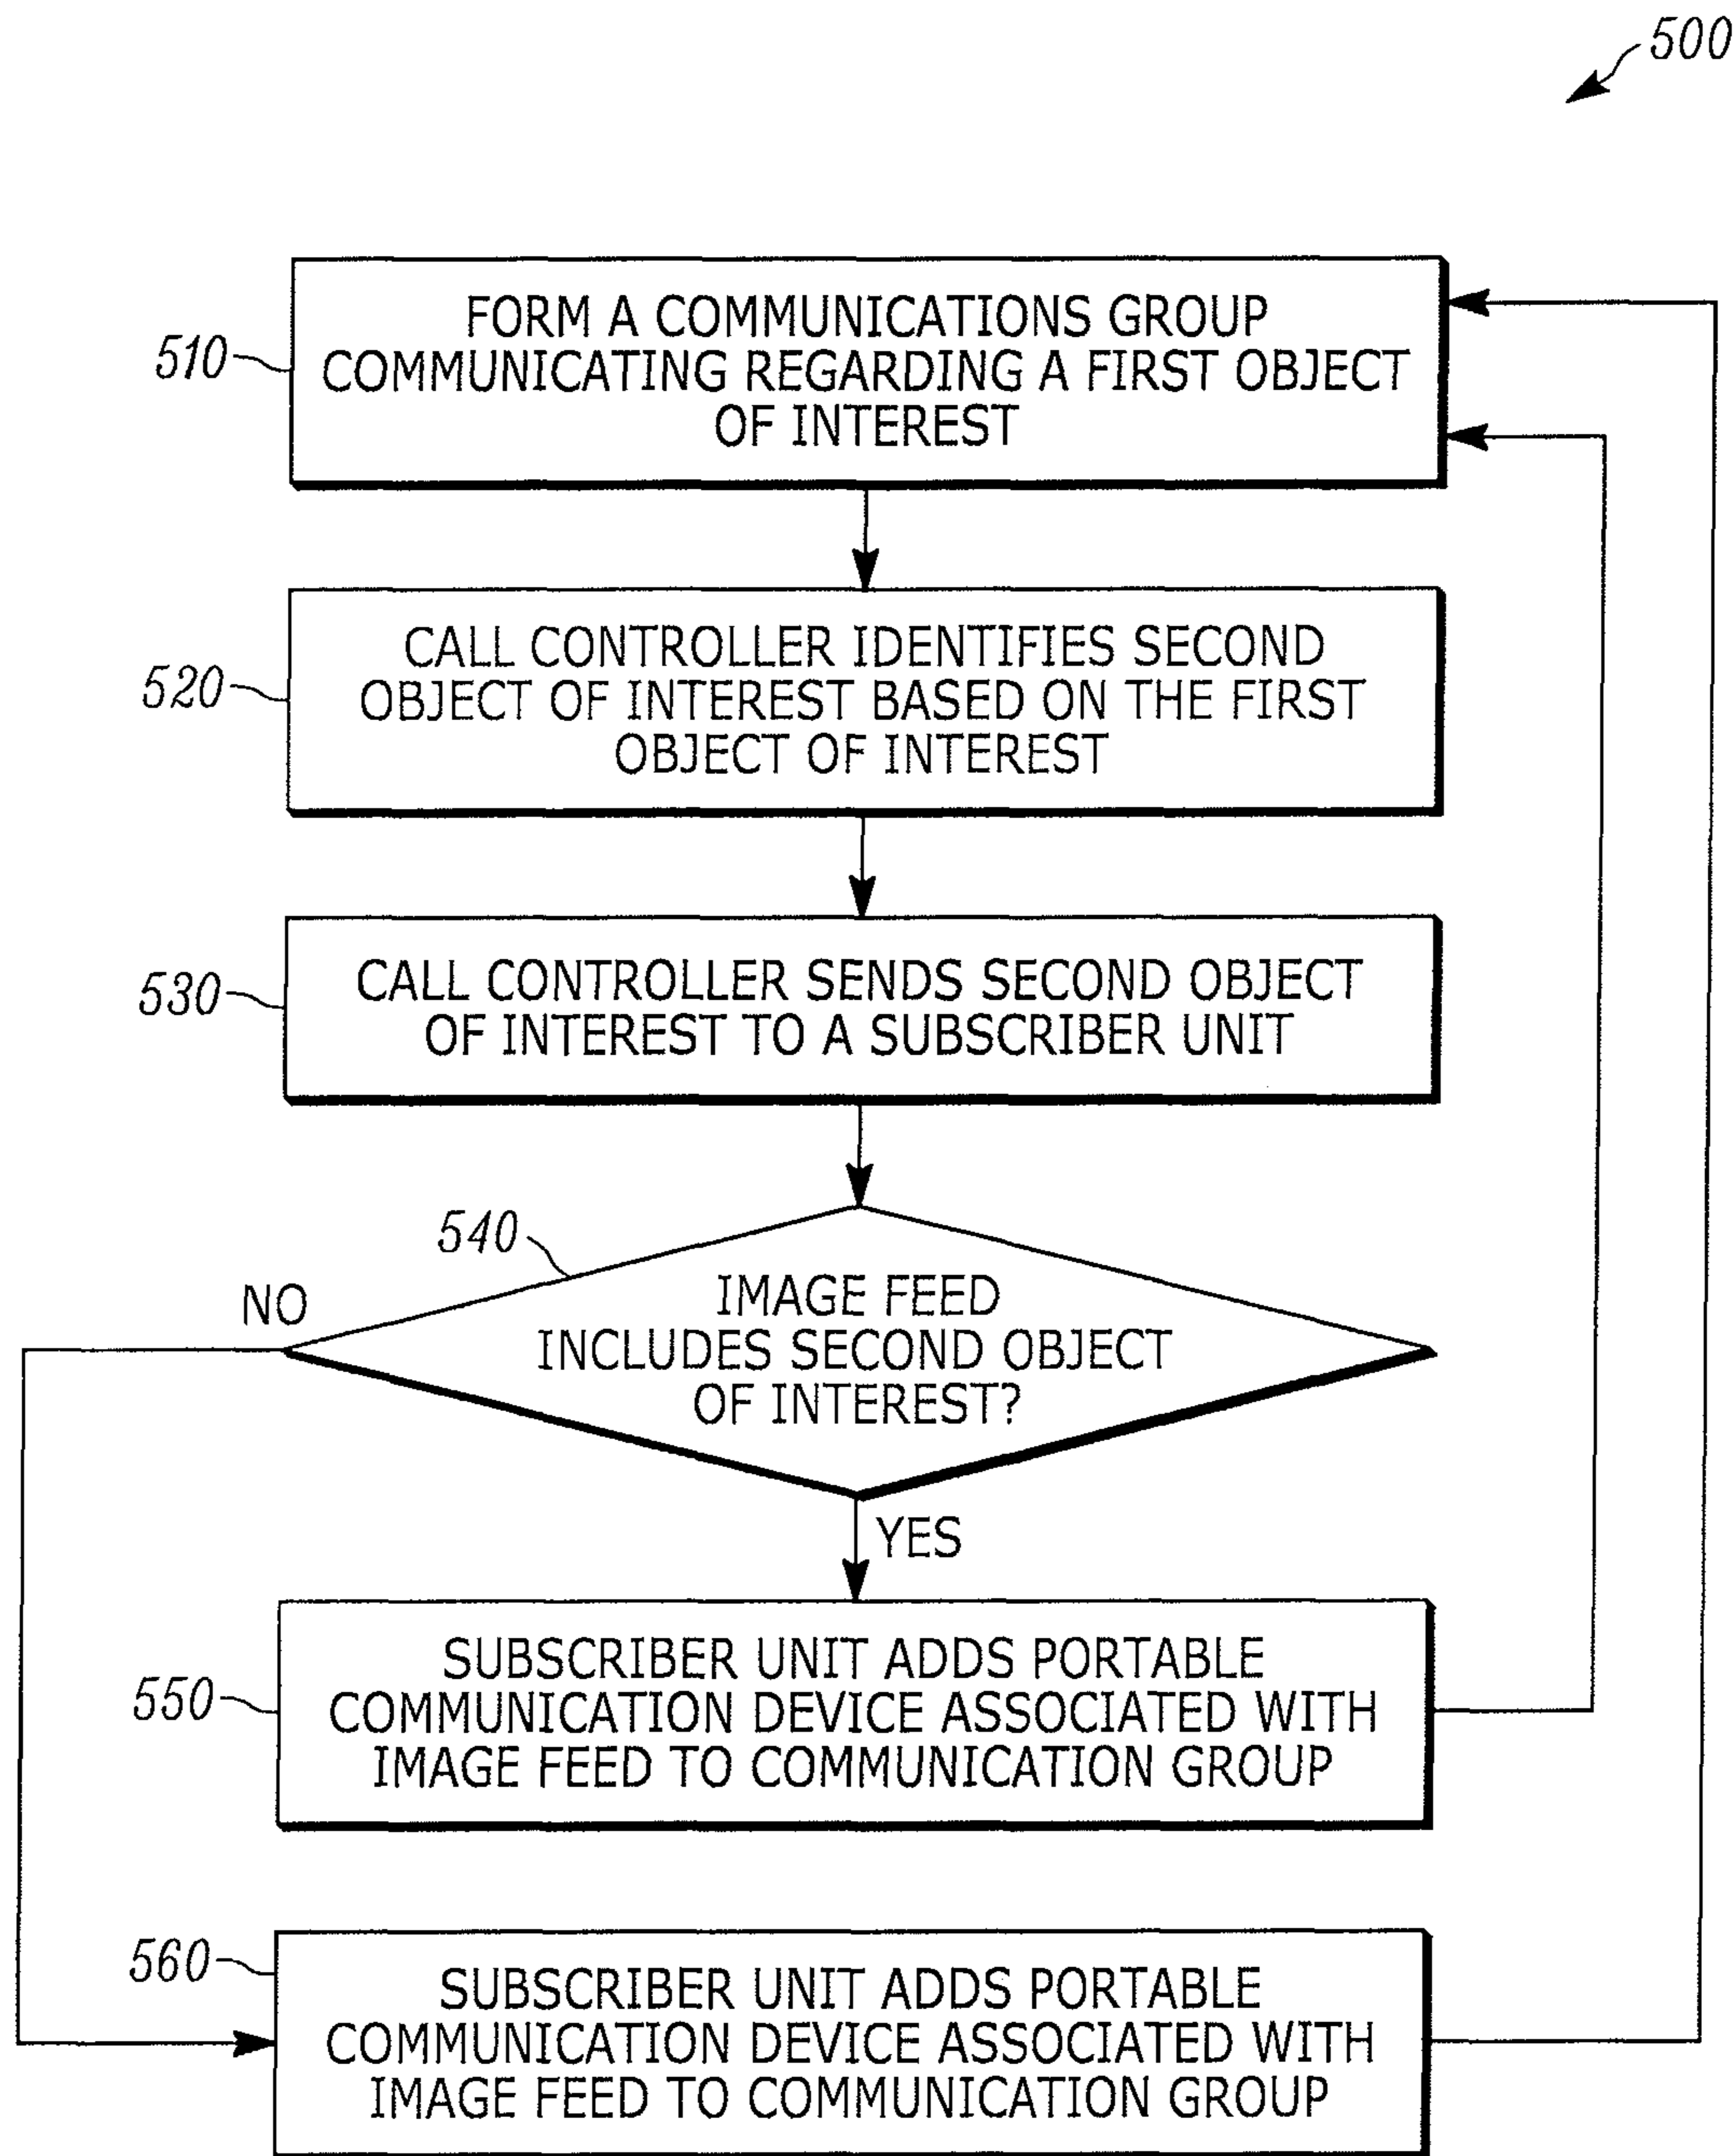 500
510
FORM A COMMUNICATIONS GROUP
COMMUNICATING REGARDING A FIRST OBJECT
OF INTEREST
520
CALL CONTROLLER IDENTIFIES SECOND
OBJECT OF INTEREST BASED ON THE FIRST
OBJECT OF INTEREST
530
CALL CONTROLLER SENDS SECOND OBJECT
OF INTEREST TO A SUBSCRIBER UNIT
540
NO
IMAGE FEED
INCLUDES SECOND OBJECT
OF INTEREST?
YES
550
SUBSCRIBER UNIT ADDS PORTABLE
COMMUNICATION DEVICE ASSOCIATED WITH
IMAGE FEED TO COMMUNICATION GROUP
560
SUBSCRIBER UNIT ADDS PORTABLE
COMMUNICATION DEVICE ASSOCIATED WITH
IMAGE FEED TO COMMUNICATION GROUP